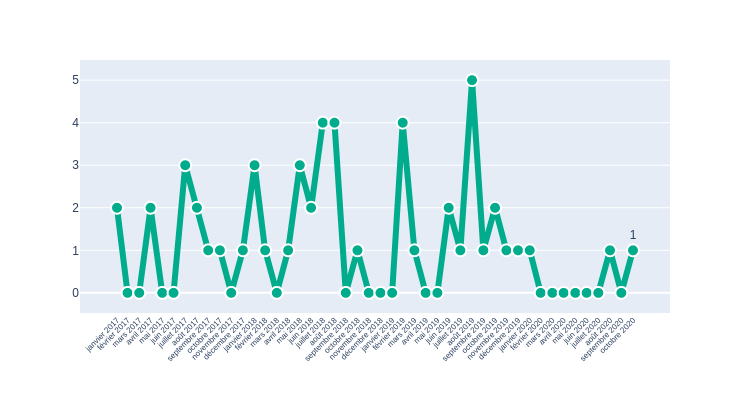 5
4
3
2
1
0
1
janvier 2017
février 2017
mars 2017
avril 2017
mai 2017
juin 2017
juillet 2017
août 2017
septembre 2017
octobre 2017
novembre 2017
décembre 2017
janvier 2018
février 2018
mars 2018
avril 2018
mai 2018
juin 2018
juillet 2018
août 2018
septembre 2018
octobre 2018
novembre 2018
décembre 2018
janvier 2019
février 2019
mars 2019
avril 2019
mai 2019
juin 2019
juillet 2019
août 2019
septembre 2019
octobre 2019
novembre 2019
décembre 2019
janvier 2020
février 2020
mars 2020
avril 2020
mai 2020
juin 2020
juillet 2020
août 2020
septembre 2020
octobre 2020